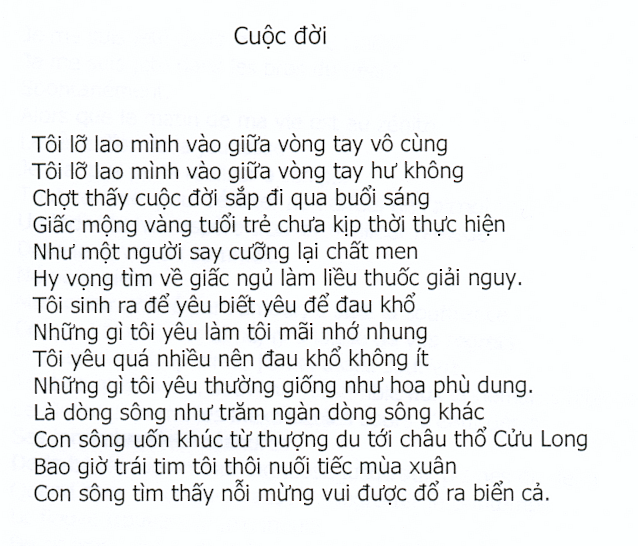 Cuộc đời
Tôi lỡ lao mình vào giữa vòng tay vô cùng
Tôi lỡ lao mình vào giữa vòng tay hư không
Chợt thấy cuộc đời sắp đi qua buổi sáng
Giấc mộng vàng tuổi trẻ chưa kịp thời thực hiện
Như một người say cưỡng lại chất men
Hy vọng tìm về giấc ngủ làm liều thuốc giải nguy.
Tôi sinh ra để yêu biết yêu để đau khổ
Những gì tôi yêu làm tôi mãi nhớ nhung
Tôi yêu quá nhiều nên đau khổ không ít
Những gì tôi yêu thường giống như hoa phù dung.
Là dòng sông như trăm ngàn dòng sông khác
Con sông uốn khúc từ thượng du tới châu thổ Cửu Long
Bao giờ trái tim tôi thôi nuối tiếc mùa xuân
Con sông tìm thấy nỗi mừng vui được đổ ra biển cả.